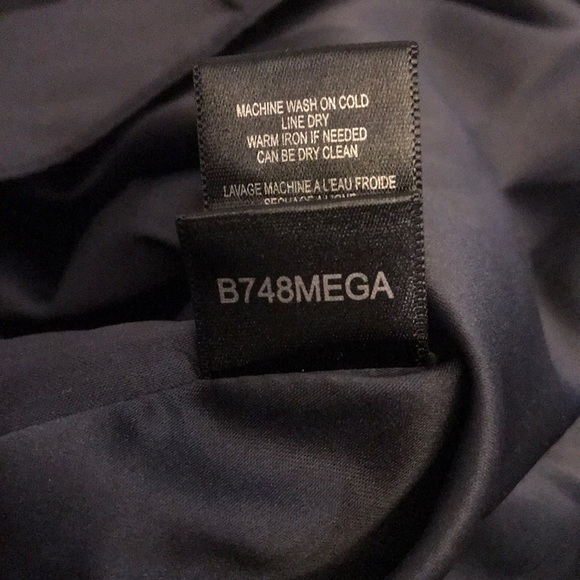 MACHINE WASH ON COLD
LINE DRY
WARM IRON IF NEEDED
CAN BE DRY CLEAN
LAVAGE MACHINE A L'EAU FROIDE
B748MEGA